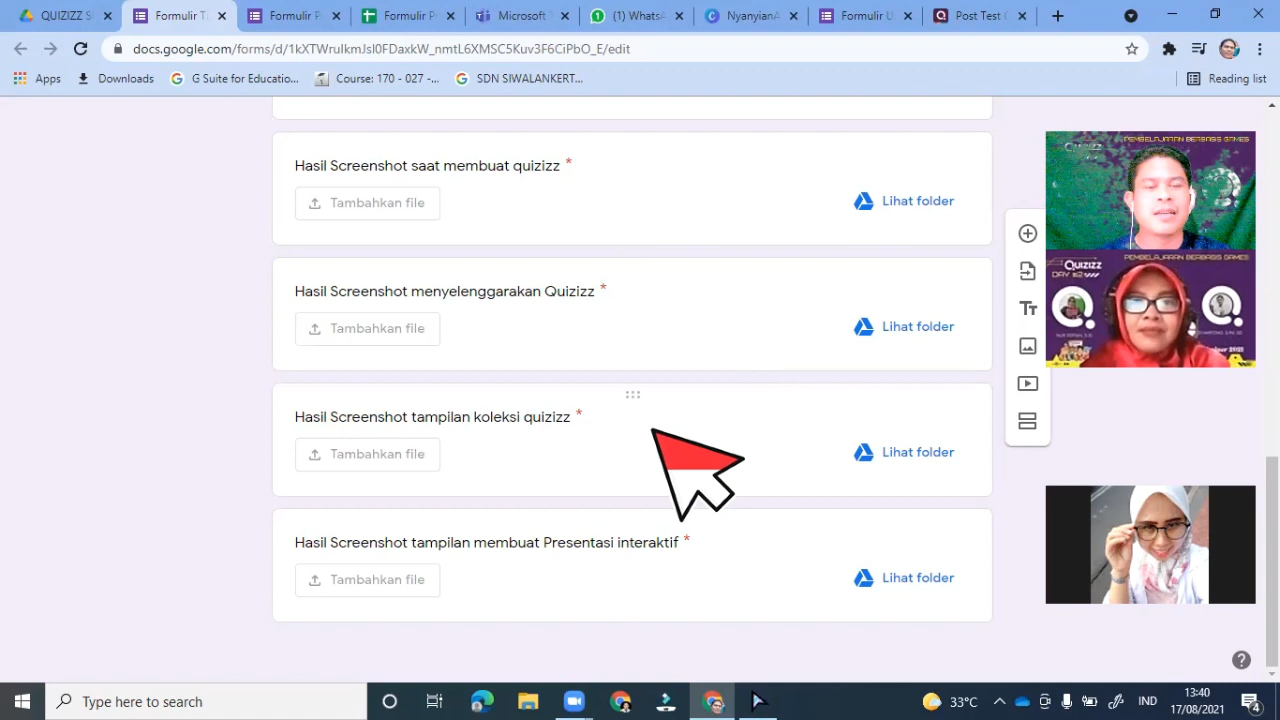 QUIZIZZ S
Formulir T
Formulir P
Formulir P
Microsoft
(1) WhatsA
NyanyianA
Formulir U
Post Test
docs.google.com/forms/d/1kXTWrulkmJsl0FDaxkW_nmtL6XMSC5Kuv3F6CiPbO_E/edit
Apps
Downloads
G Suite for Educatio...
Course: 170 - 027 -...
SDN SIWALANKERT...
Reading list
Hasil Screenshot saat membuat quizizz *
Tambahkan file
Lihat folder
Hasil Screenshot menyelenggarakan Quizizz *
Tambahkan file
Lihat folder
Hasil Screenshot tampilan koleksi quizizz *
Tambahkan file
Lihat folder
Hasil Screenshot tampilan membuat Presentasi interaktif *
Tambahkan file
Lihat folder
PEMBELAJARAN BERBASIS GAMES
QUIZIZZ
PEMBELAJARAN BERBASIS GAMES
DAY #2
Type here to search
33°C
IND
13:40
17/08/2021
4